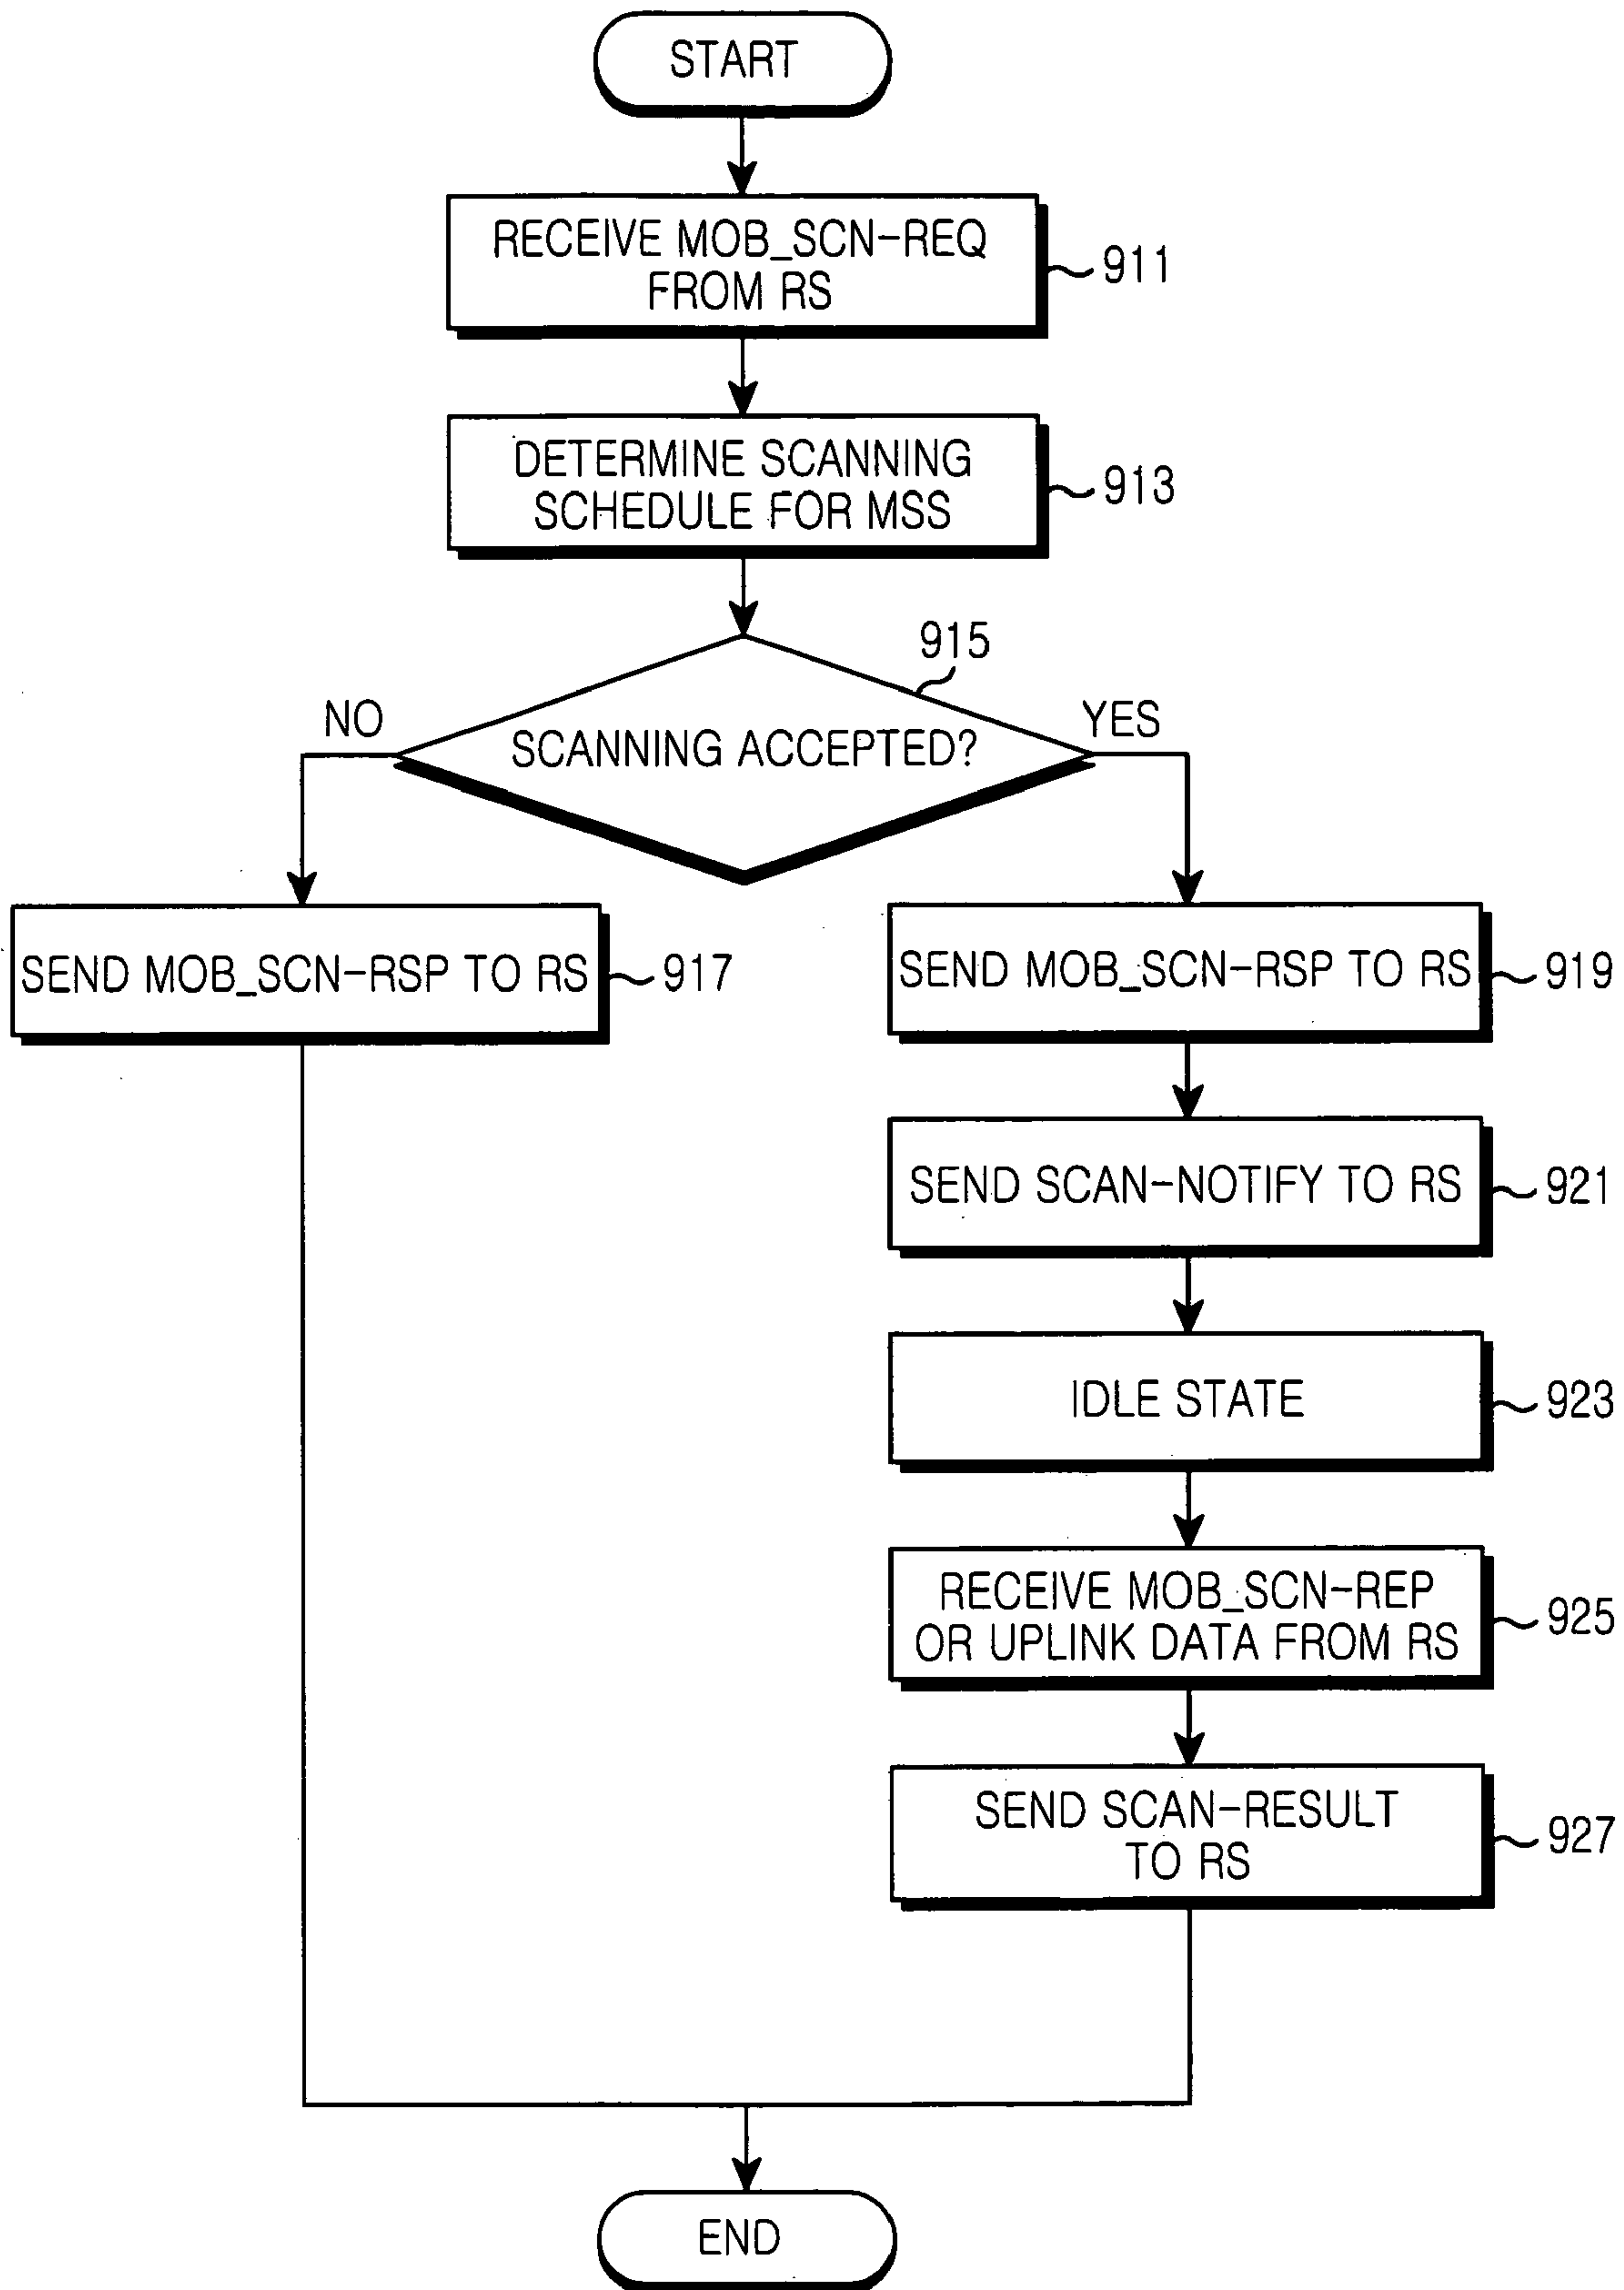 START
RECEIVE MOB_SCN-REQ
FROM RS
911
DETERMINE SCANNING
SCHEDULE FOR MSS
913
915
NO
SCANNING ACCEPTED?
YES
SEND MOB_SCN-RSP TO RS
917
SEND MOB_SCN-RSP TO RS
919
SEND SCAN-NOTIFY TO RS
921
IDLE STATE
923
RECEIVE MOB_SCN-REP
OR UPLINK DATA FROM RS
925
SEND SCAN-RESULT
TO RS
927
END